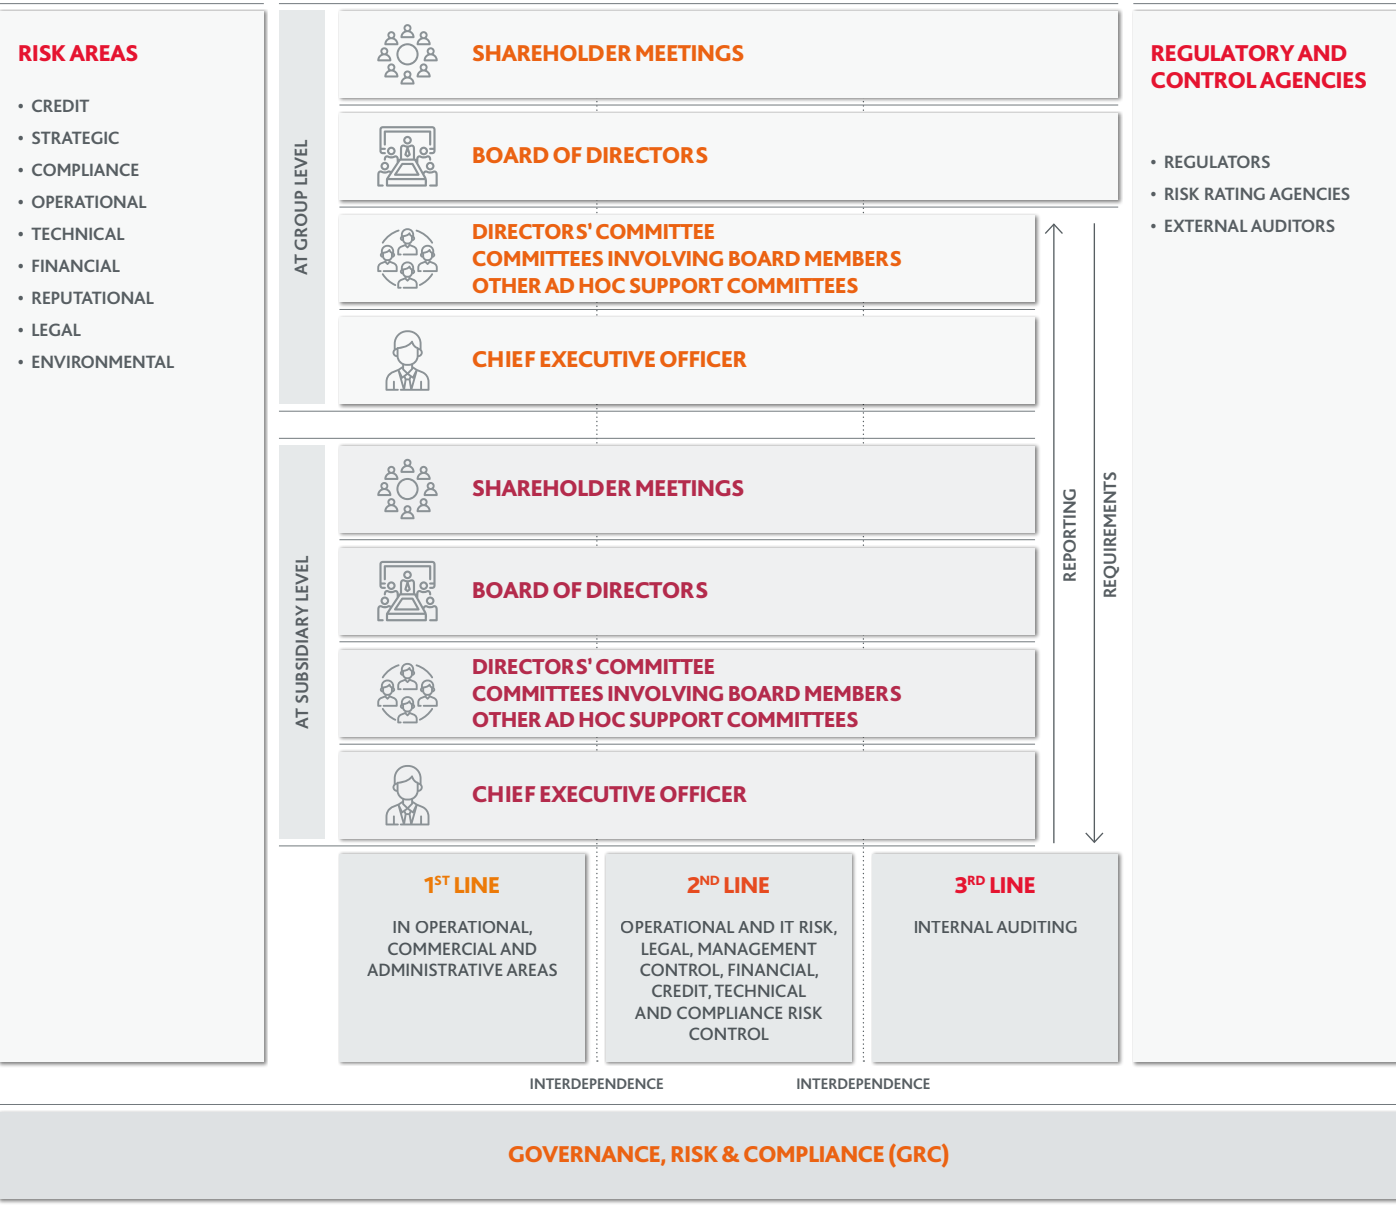 RISK AREAS
• CREDIT
• STRATEGIC
• COMPLIANCE
• OPERATIONAL
• TECHNICAL
• FINANCIAL
• REPUTATIONAL
• LEGAL
• ENVIRONMENTAL
AT GROUP LEVEL
SHAREHOLDER MEETINGS
BOARD OF DIRECTORS
DIRECTORS' COMMITTEE
COMMITTEES INVOLVING BOARD MEMBERS
OTHER AD HOC SUPPORT COMMITTEES
CHIEF EXECUTIVE OFFICER
AT SUBSIDIARY LEVEL
SHAREHOLDER MEETINGS
BOARD OF DIRECTORS
DIRECTORS' COMMITTEE
COMMITTEES INVOLVING BOARD MEMBERS
OTHER AD HOC SUPPORT COMMITTEES
CHIEF EXECUTIVE OFFICER
REPORTING
REQUIREMENTS
REGULATORY AND
CONTROL AGENCIES
• REGULATORS
• RISK RATING AGENCIES
• EXTERNAL AUDITORS
1ST LINE
IN OPERATIONAL,
COMMERCIAL AND
ADMINISTRATIVE AREAS
2ND LINE
OPERATIONAL AND IT RISK,
LEGAL, MANAGEMENT
CONTROL, FINANCIAL,
CREDIT, TECHNICAL
AND COMPLIANCE RISK
CONTROL
3RD LINE
INTERNAL AUDITING
INTERDEPENDENCE
INTERDEPENDENCE
GOVERNANCE, RISK & COMPLIANCE (GRC)